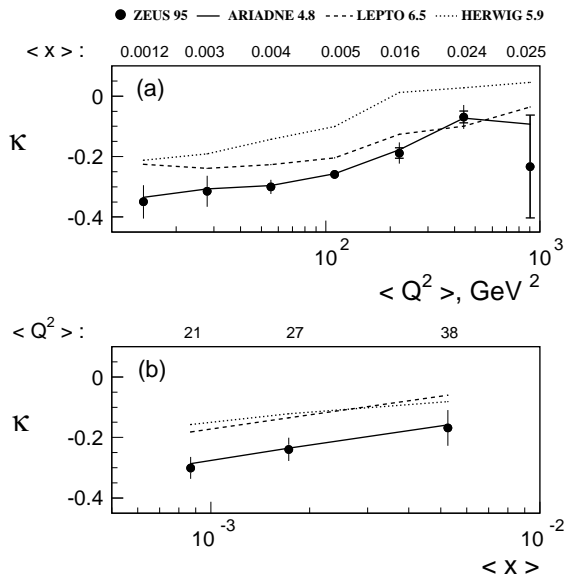 ZEUS 95 ARIADNE 4.8 LEPTO 6.5 HERWIG 5.9
< x > : 0.0012 0.003 0.004 0.005 0.016 0.024 0.025
(a)
0
κ
-0.2
-0.4
10² 10³
< Q² >, GeV²
< Q² > : 21 27 38
(b)
0
κ
-0.2
-0.4
10⁻³ 10⁻²
< x >